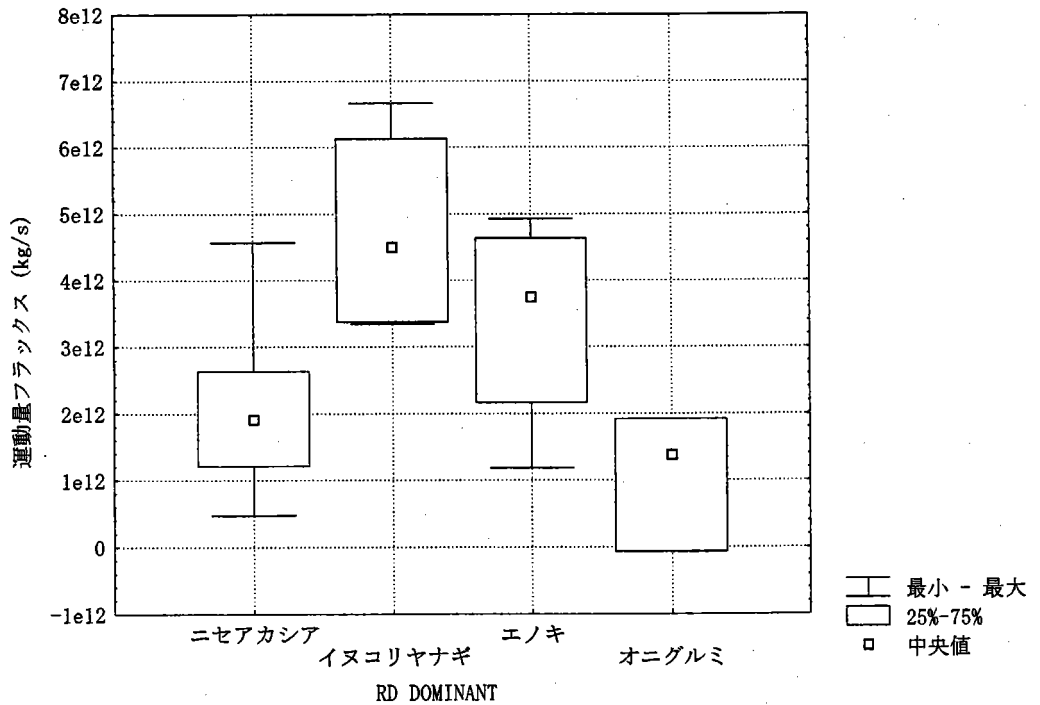 8e12
7e12
6e12
5e12
4e12
3e12
2e12
1e12
0
-1e12
運動量フラックス (kg/s)
ニセアカシア
イヌコリヤナギ
エノキ
オニグルミ
RD DOMINANT
最小 - 最大
25%-75%
中央値